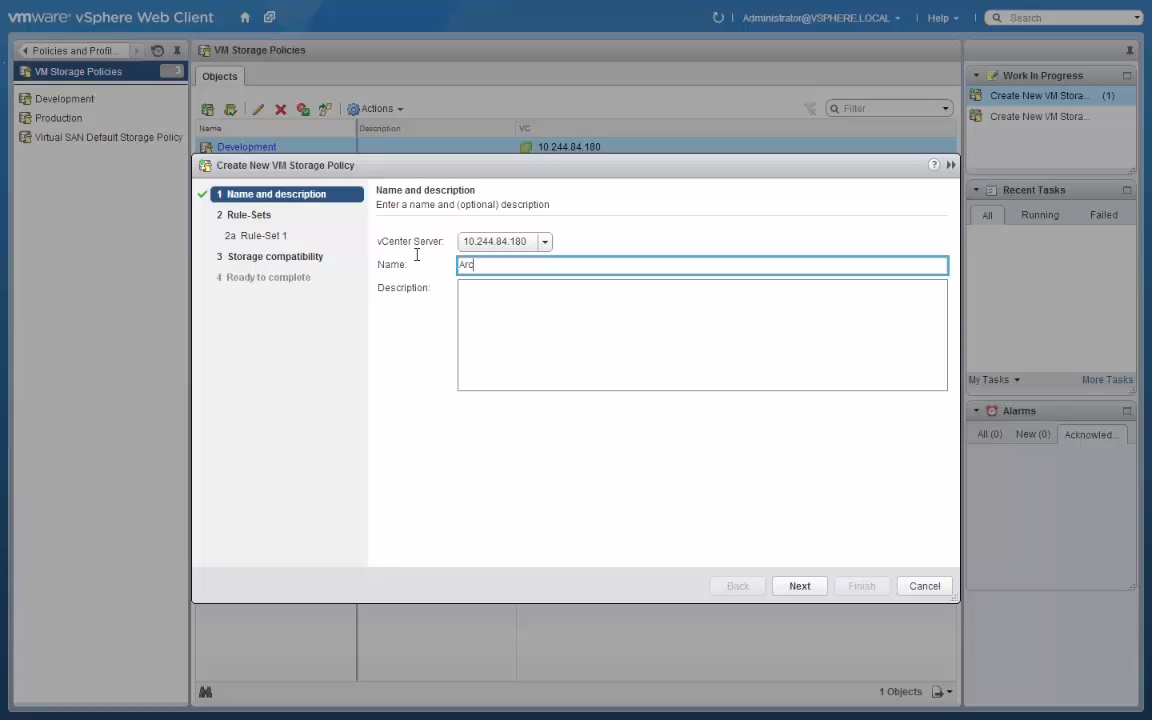 vmware® vSphere Web Client
Administrator@VSPHERE.LOCAL
Help
Search
Policies and Profil...
VM Storage Policies
VM Storage Policies
3
Development
Production
Virtual SAN Default Storage Policy
Objects
Actions
Filter
Name
Description
VC
Development
10.244.84.180
Create New VM Storage Policy
1 Name and description
2 Rule-Sets
2a Rule-Set 1
3 Storage compatibility
4 Ready to complete
Name and description
Enter a name and (optional) description
vCenter Server:
10.244.84.180
Name:
Arc
Description:
Back
Next
Finish
Cancel
1 Objects
Work In Progress
Create New VM Stora... (1)
Create New VM Stora...
Recent Tasks
All
Running
Failed
My Tasks
More Tasks
Alarms
All (0)
New (0)
Acknowled...